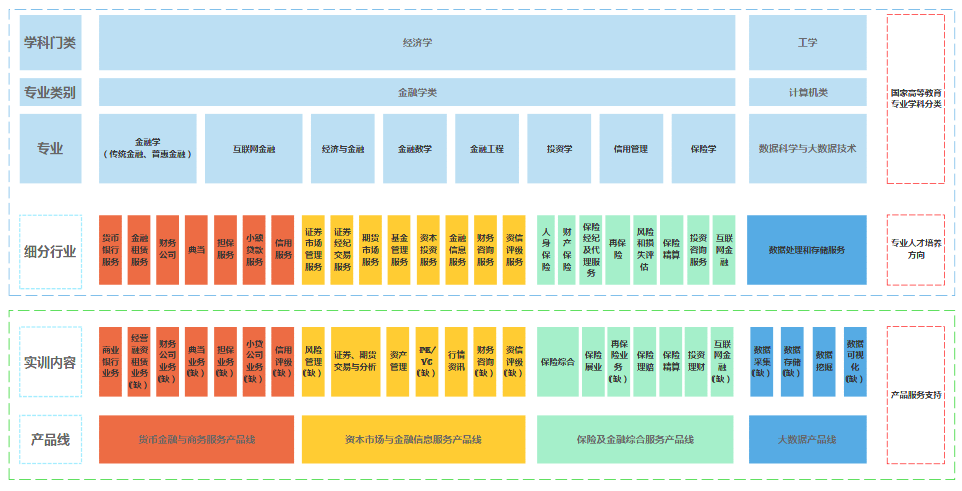 学科门类
经济学
工学
专业类别
金融学类
计算机类
国家高等教育
专业学科分类
专业
金融学
（传统金融、普惠金融）
互联网金融
经济与金融
金融数学
金融工程
投资学
信用管理
保险学
数据科学与大数据技术
细分行业
货币
银行
服务
金融
租赁
服务
财务
公司
典当
担保
服务
小额
贷款
服务
信用
服务
证券
市场
管理
服务
证券
经纪
交易
服务
期货
市场
服务
基金
管理
服务
资本
投资
服务
金融
信息
服务
财务
咨询
服务
资信
评级
服务
人
身
保
险
财
产
保
险
保险
经纪
及代
理服
务
再保
险
风险
和损
失评
估
保险
精算
投资
咨询
服务
互联
网金
融
数据处理和存储服务
专业人才培养
方向
实训内容
商业
银行
业务
经营
融资
租赁
业务
(缺)
财务
公司
业务
(缺)
典当
业务
(缺)
担保
业务
(缺)
小贷
公司
业务
(缺)
信用
评级
(缺)
风险
管理
(缺)
证券、期货
交易与分析
资产
管理
PE/
VC
(缺)
行情
资讯
财务
咨询
(缺)
资信
评级
(缺)
保险综合
保险
展业
再保
险业
务
(缺)
保险
理赔
保险
精算
投资
理财
互联
网金
融
(缺)
数据
采集
(缺)
数据
存储
(缺)
数据
挖掘
数据
可视
化
(缺)
产品服务支持
产品线
货币金融与商务服务产品线
资本市场与金融信息服务产品线
保险及金融综合服务产品线
大数据产品线